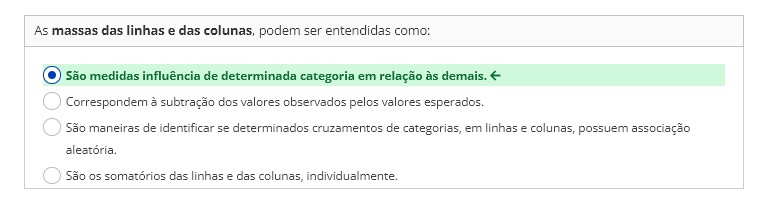 As massas das linhas e das colunas, podem ser entendidas como:
São medidas influência de determinada categoria em relação às demais. ←
Correspondem à subtração dos valores observados pelos valores esperados.
São maneiras de identificar se determinados cruzamentos de categorias, em linhas e colunas, possuem associação
aleatória.
São os somatórios das linhas e das colunas, individualmente.